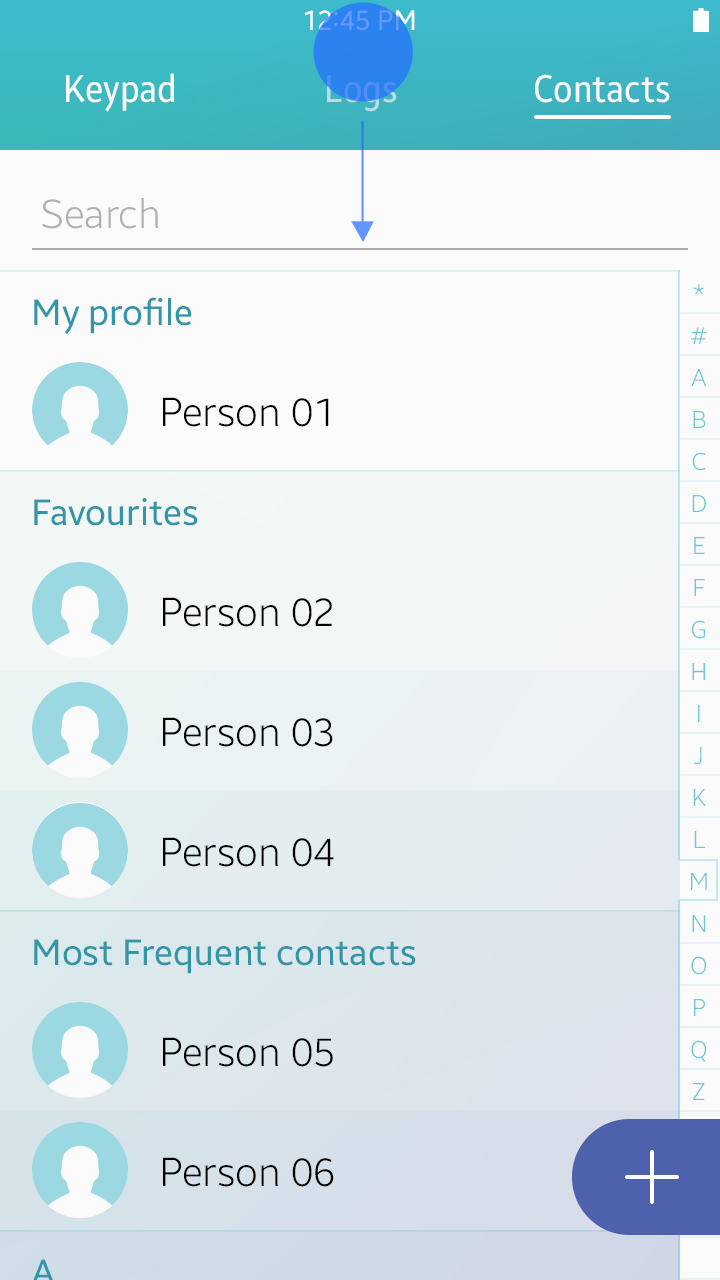 12:45 PM
Keypad
Logs
Contacts
Search
My profile
Person 01
Favourites
Person 02
Person 03
Person 04
Most Frequent contacts
Person 05
Person 06
A
*
#
A
B
C
D
E
F
G
H
I
J
K
L
M
N
O
P
Q
Z